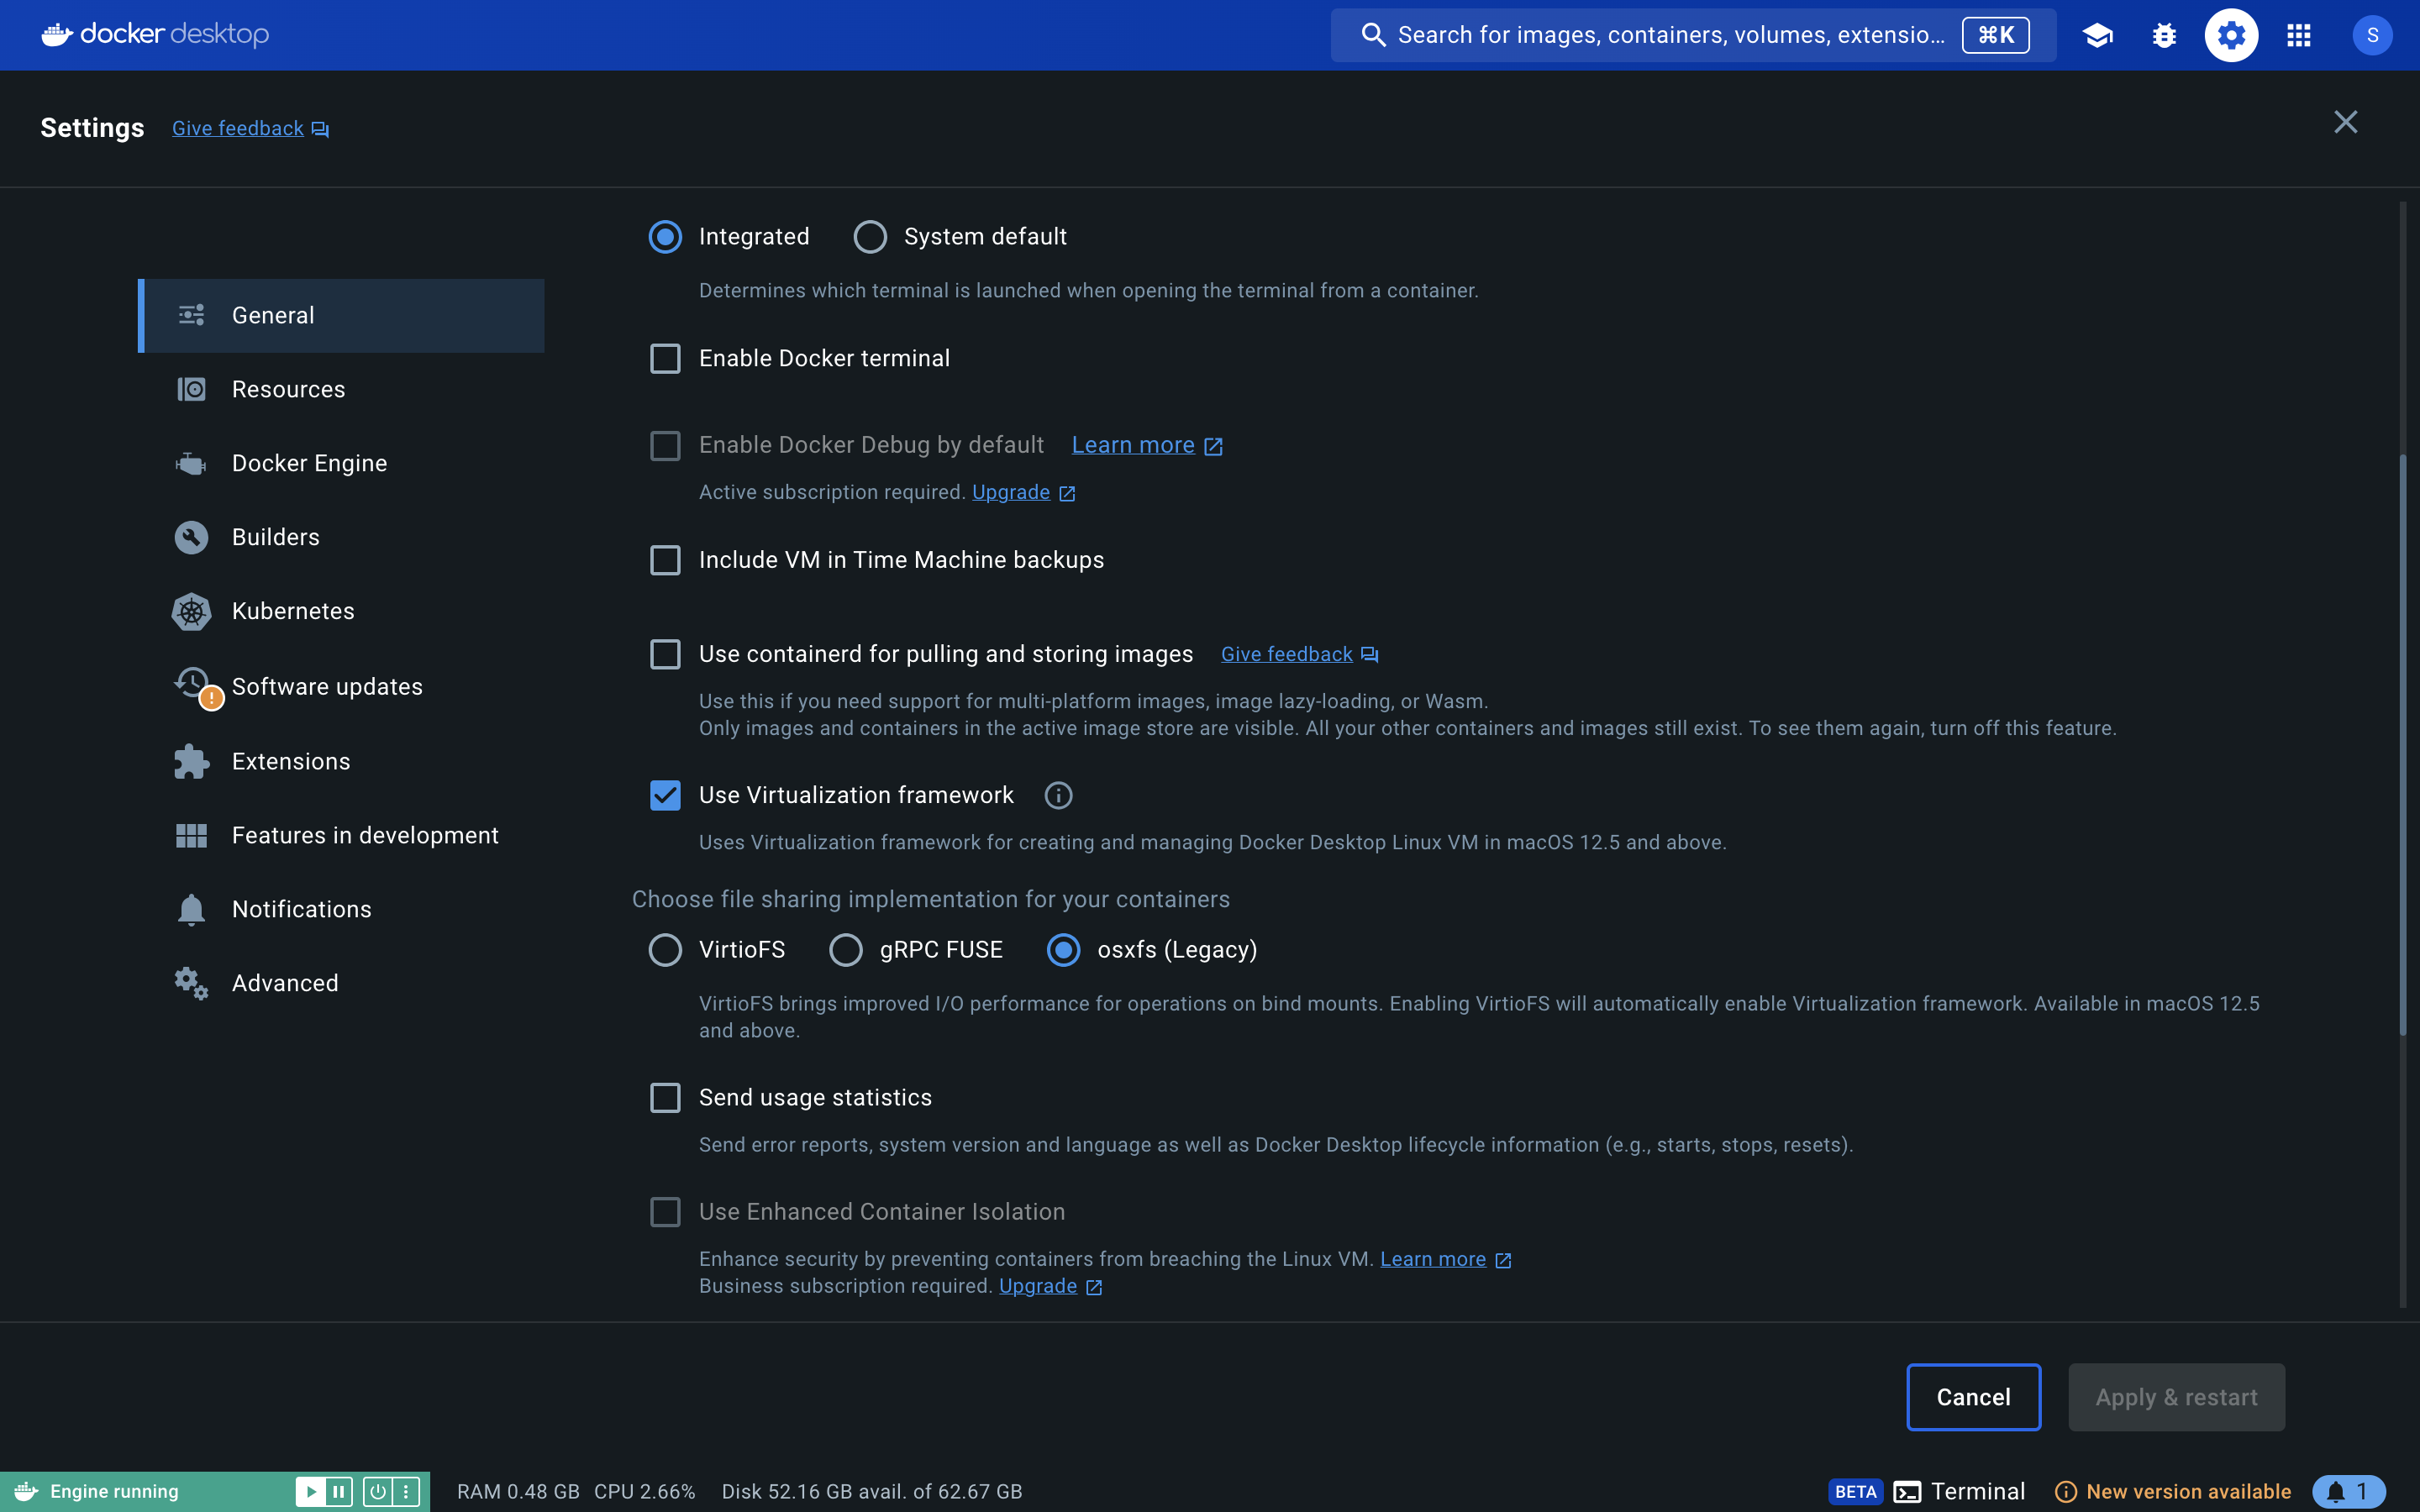 docker desktop
Search for images, containers, volumes, extensio...
⌘K
S
Settings
Give feedback
General
Resources
Docker Engine
Builders
Kubernetes
Software updates
Extensions
Features in development
Notifications
Advanced
Integrated
System default
Determines which terminal is launched when opening the terminal from a container.
Enable Docker terminal
Enable Docker Debug by default Learn more
Active subscription required. Upgrade
Include VM in Time Machine backups
Use containerd for pulling and storing images Give feedback
Use this if you need support for multi-platform images, image lazy-loading, or Wasm.
Only images and containers in the active image store are visible. All your other containers and images still exist. To see them again, turn off this feature.
Use Virtualization framework
Uses Virtualization framework for creating and managing Docker Desktop Linux VM in macOS 12.5 and above.
Choose file sharing implementation for your containers
VirtioFS
gRPC FUSE
osxfs (Legacy)
VirtioFS brings improved I/O performance for operations on bind mounts. Enabling VirtioFS will automatically enable Virtualization framework. Available in macOS 12.5
and above.
Send usage statistics
Send error reports, system version and language as well as Docker Desktop lifecycle information (e.g., starts, stops, resets).
Use Enhanced Container Isolation
Enhance security by preventing containers from breaching the Linux VM. Learn more
Business subscription required. Upgrade
Cancel
Apply & restart
Engine running
RAM 0.48 GB CPU 2.66% Disk 52.16 GB avail. of 62.67 GB
BETA
Terminal
New version available
1